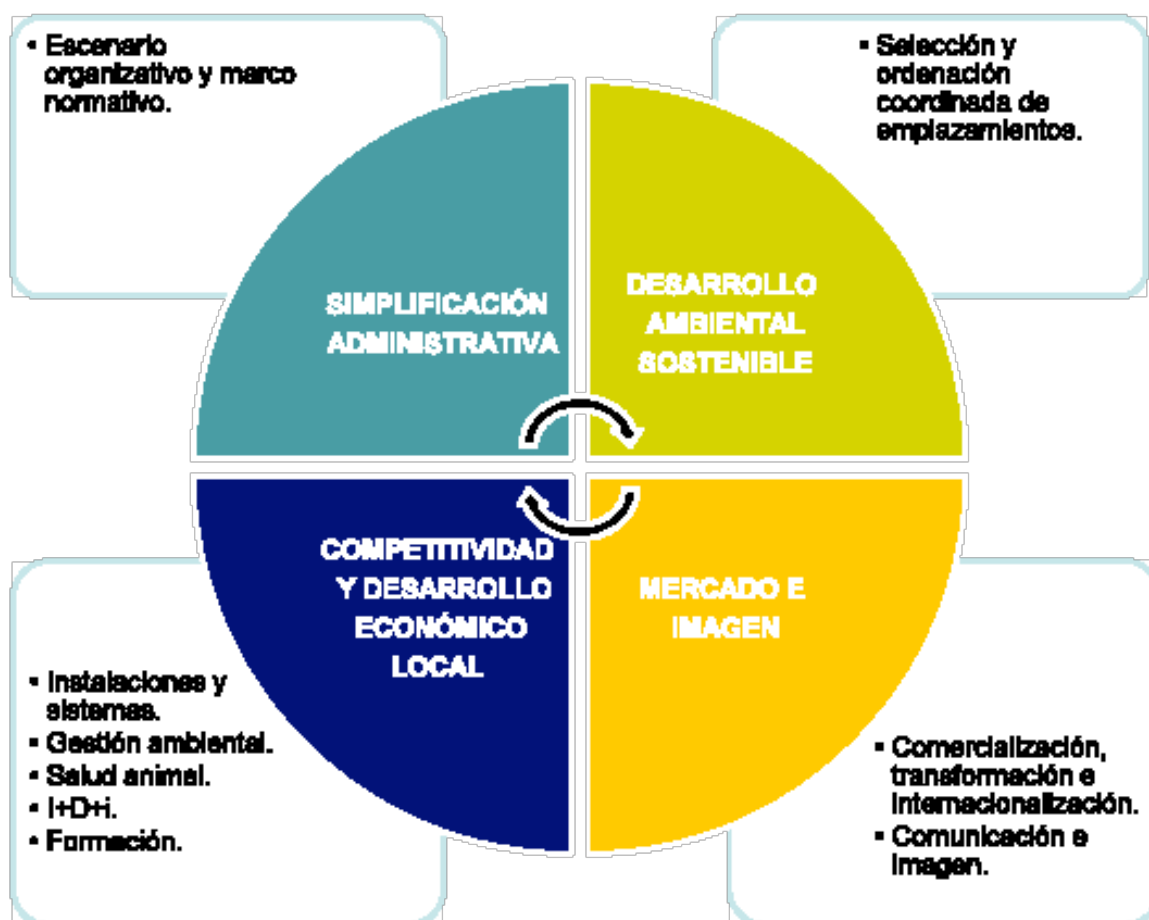 ▪ Escenario
organizativo y marco
normativo.
▪ Selección y
ordenación
coordinada de
emplazamientos.
SIMPLIFICACIÓN
ADMINISTRATIVA
DESARROLLO
AMBIENTAL
SOSTENIBLE
COMPETITIVIDAD
Y DESARROLLO
ECONÓMICO
LOCAL
MERCADO E
IMAGEN
▪ Instalaciones y
sistemas.
▪ Gestión ambiental.
▪ Salud animal.
▪ I+D+i.
▪ Formación.
▪ Comercialización,
transformación e
internacionalización.
▪ Comunicación e
imagen.